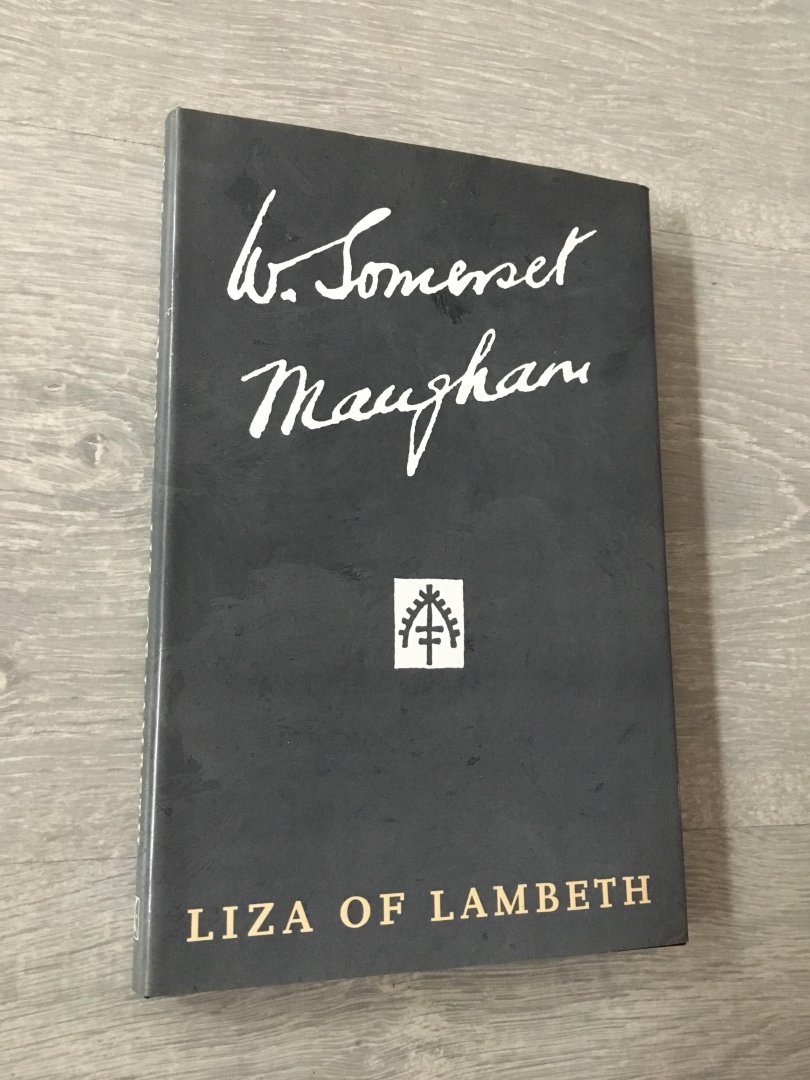 W. Somerset
Maugham
LIZA OF LAMBETH